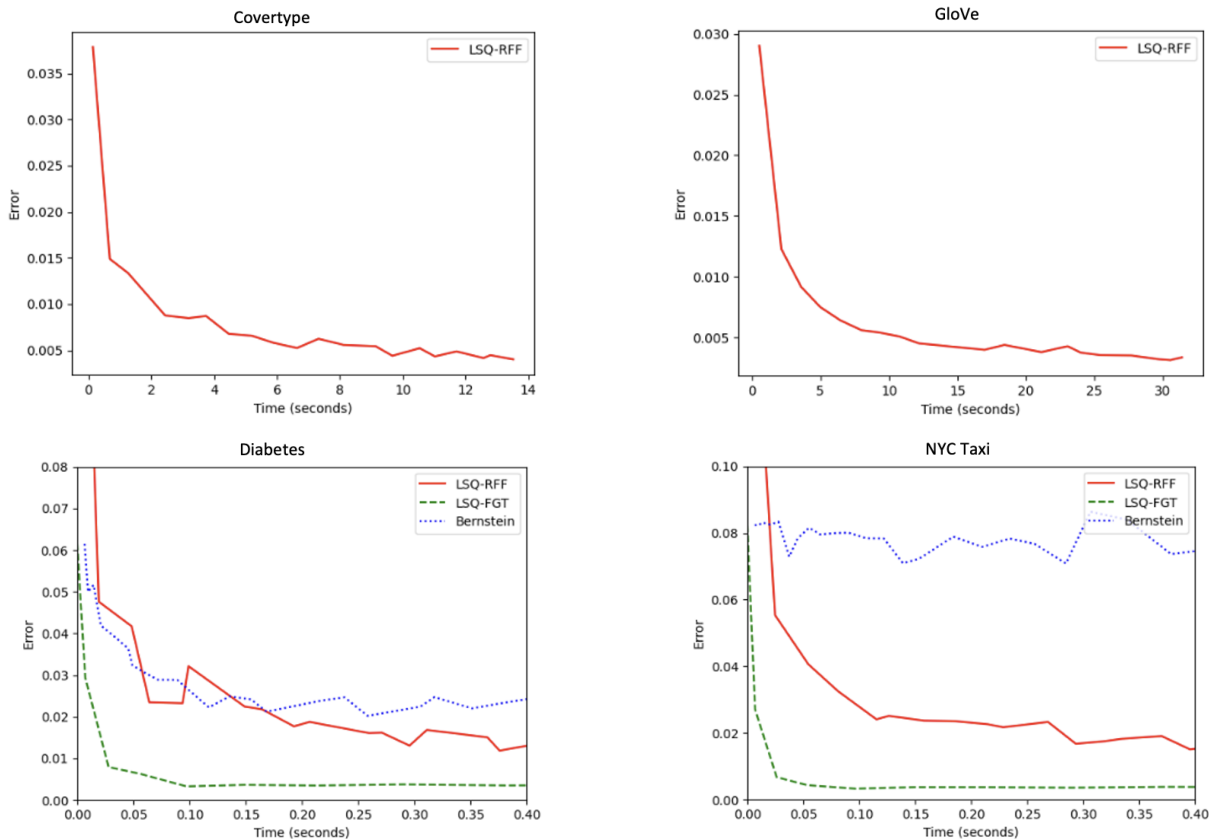 Covertype
LSQ-RFF
0.035
0.030
0.025
0.020
0.015
0.010
0.005
Error
0 2 4 6 8 10 12 14
Time (seconds)
GloVe
LSQ-RFF
0.030
0.025
0.020
0.015
0.010
0.005
Error
0 5 10 15 20 25 30
Time (seconds)
Diabetes
LSQ-RFF
LSQ-FGT
Bernstein
0.08
0.07
0.06
0.05
0.04
0.03
0.02
0.01
0.00
Error
0.00 0.05 0.10 0.15 0.20 0.25 0.30 0.35 0.40
Time (seconds)
NYC Taxi
LSQ-RFF
LSQ-FGT
Bernstein
0.10
0.08
0.06
0.04
0.02
0.00
Error
0.00 0.05 0.10 0.15 0.20 0.25 0.30 0.35 0.40
Time (seconds)